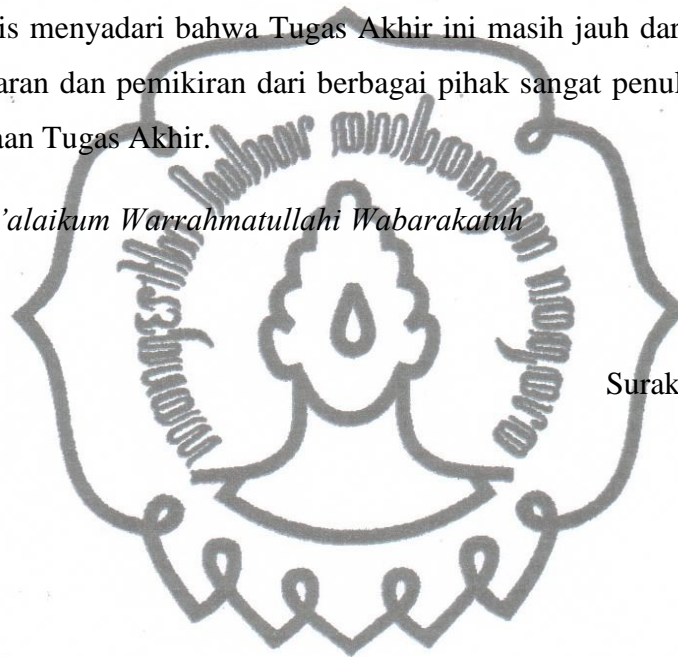 is menyadari bahwa Tugas Akhir ini masih jauh dar
aran dan pemikiran dari berbagai pihak sangat penul
aan Tugas Akhir.
’alaikum Warrahmatullahi Wabarakatuh
Surak